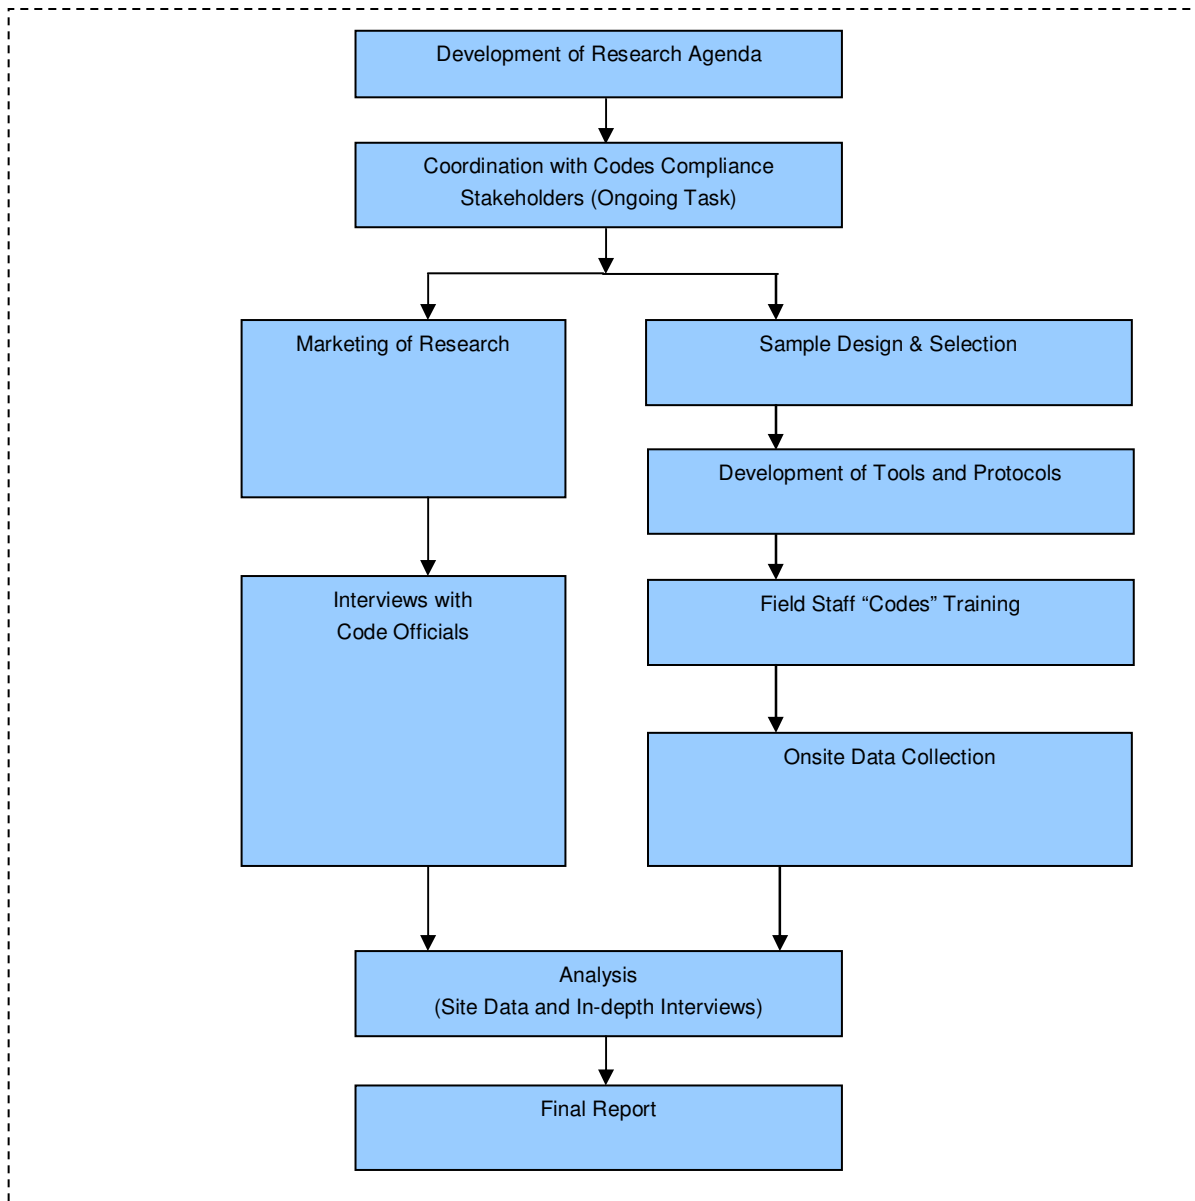 Development of Research Agenda
Coordination with Codes Compliance
Stakeholders (Ongoing Task)
Marketing of Research
Sample Design & Selection
Development of Tools and Protocols
Interviews with
Code Officials
Field Staff “Codes” Training
Onsite Data Collection
Analysis
(Site Data and In-depth Interviews)
Final Report